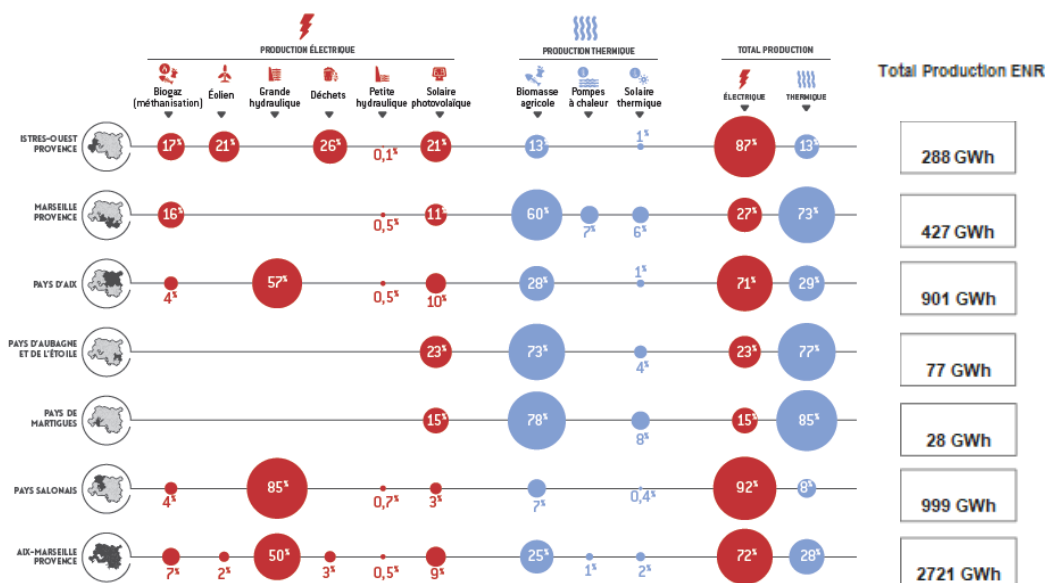 PRODUCTION ÉLECTRIQUE
PRODUCTION THERMIQUE
TOTAL PRODUCTION
Total Production ENR
Biogaz
(méthanisation)
Éolien
Grande
hydraulique
Déchets
Petite
hydraulique
Solaire
photovolaïque
Biomasse
agricole
Pompes
à chaleur
Solaire
thermique
ÉLECTRIQUE
THERMIQUE
ISTRES-OUEST
PROVENCE
17% 21% 26% 0,1% 21% 13% 1% 87% 13%
288 GWh
MARSEILLE
PROVENCE
16% 0,5% 11% 60% 7% 6% 27% 73%
427 GWh
PAYS D'AIX
4% 57% 0,5% 10% 28% 1% 71% 29%
901 GWh
PAYS D'AUBAGNE
ET DE L'ÉTOILE
23% 73% 4% 23% 77%
77 GWh
PAYS DE
MARTIGUES
15% 78% 8% 15% 85%
28 GWh
PAYS SALONAIS
4% 85% 0,7% 3% 7% 0,4% 92% 8%
999 GWh
AIX-MARSEILLE
PROVENCE
7% 2% 50% 3% 0,5% 9% 25% 1% 2% 72% 28%
2721 GWh